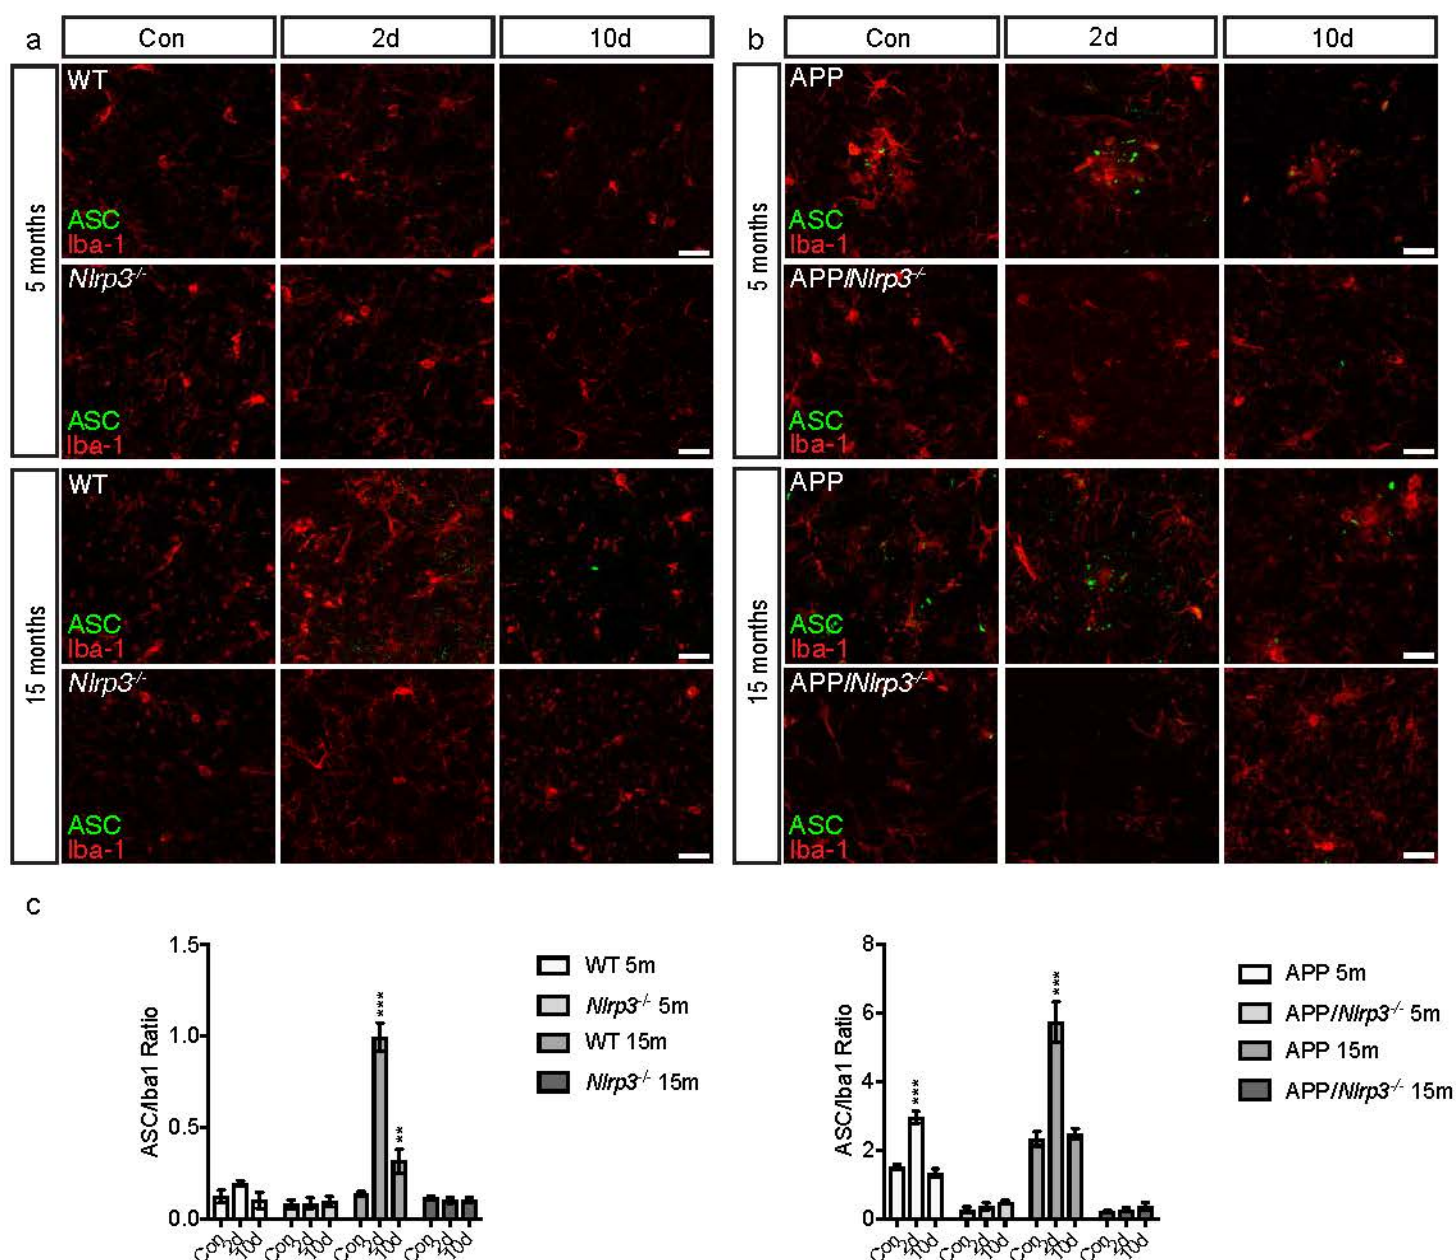 a
Con
2d
10d
5 months
WT
ASC
Iba-1
Nlrp3-/-
ASC
Iba-1
15 months
WT
ASC
Iba-1
Nlrp3-/-
ASC
Iba-1
b
Con
2d
10d
5 months
APP
ASC
Iba-1
APP/Nlrp3-/-
ASC
Iba-1
15 months
APP
ASC
Iba-1
APP/Nlrp3-/-
ASC
Iba-1
c
ASC/Iba1 Ratio
1.5
1.0
0.5
0.0
***
**
Con 2d 10d Con 2d 10d Con 2d 10d Con 2d 10d
WT 5m
Nlrp3-/- 5m
WT 15m
Nlrp3-/- 15m
ASC/Iba1 Ratio
8
6
4
2
0
***
***
Con 2d 10d Con 2d 10d Con 2d 10d Con 2d 10d
APP 5m
APP/Nlrp3-/- 5m
APP 15m
APP/Nlrp3-/- 15m